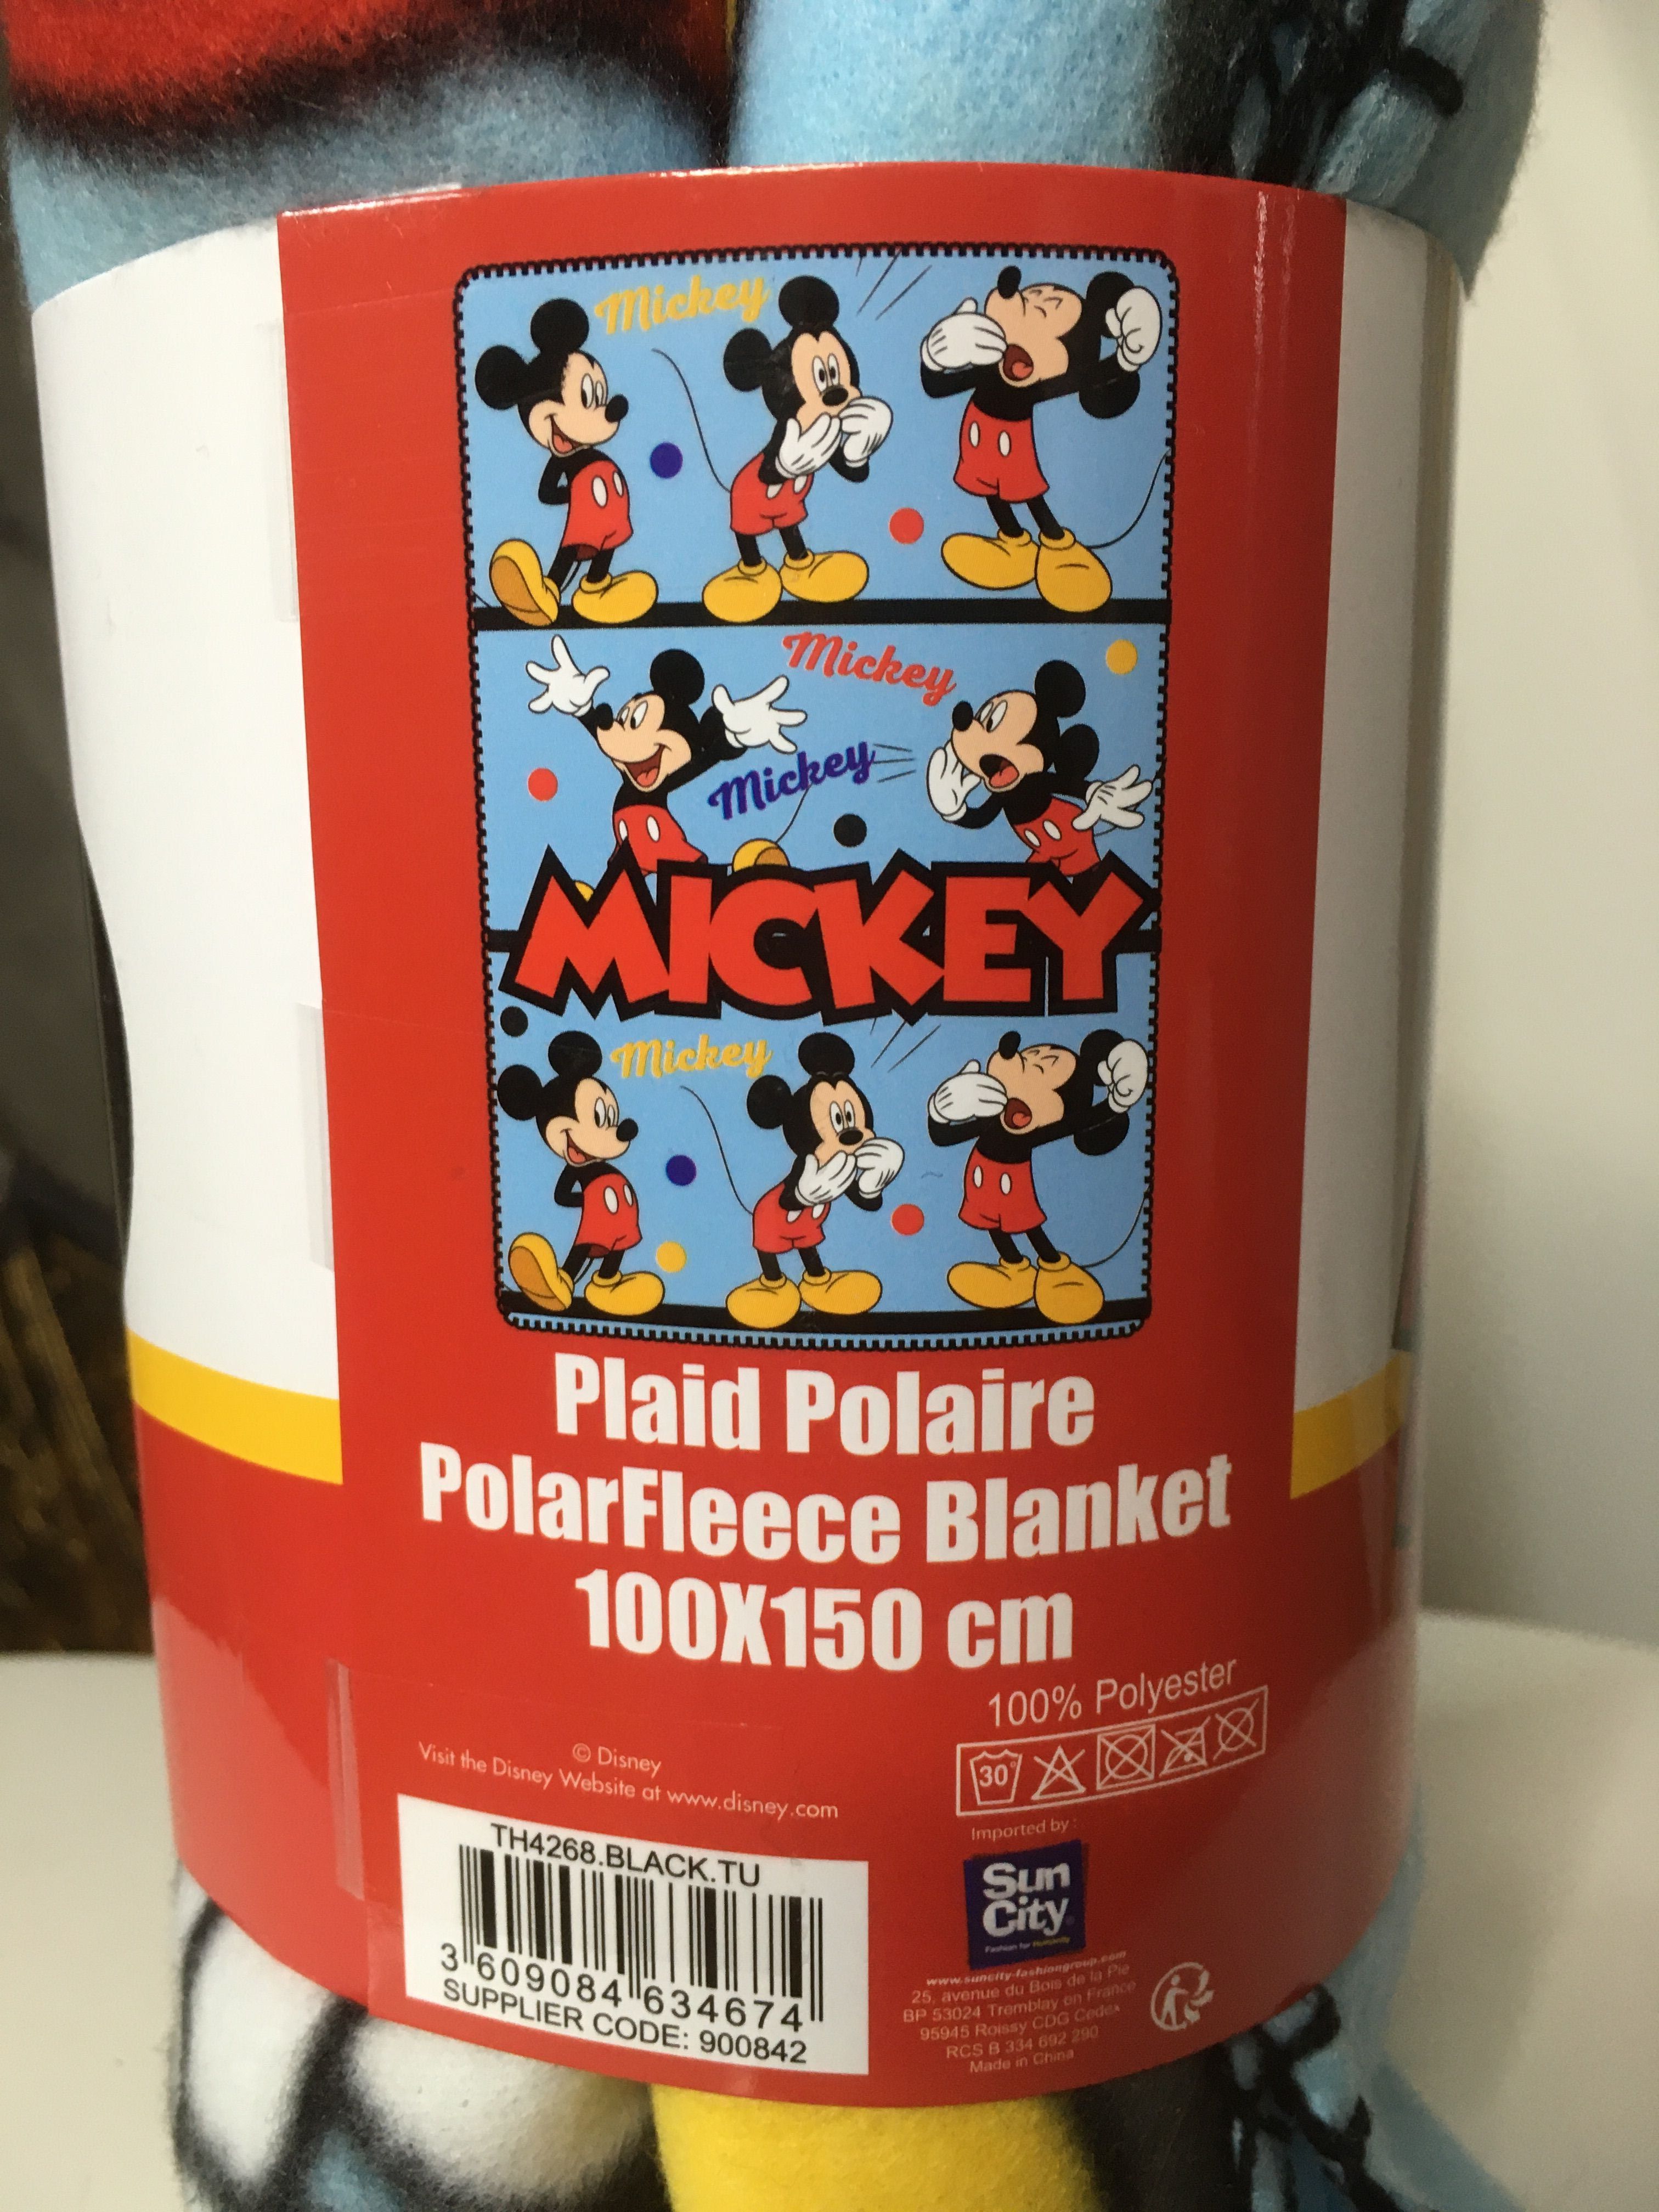 Mickey
Mickey
Mickey
MICKEY
Mickey
Plaid Polaire
PolarFleece Blanket
100X150 cm
100% Polyester
30°
© Disney
Visit the Disney Website at www.disney.com
TH4268.BLACK.TU
3 609084 634674
SUPPLIER CODE: 900842
Imported by :
Sun
City
Fashion for
www.suncity-fashiongroup.com
25, avenue du Bois de la Pie
BP 53024 Tremblay en France
95945 Roissy CDG Cedex
RCS B 334 692 290
Made in China